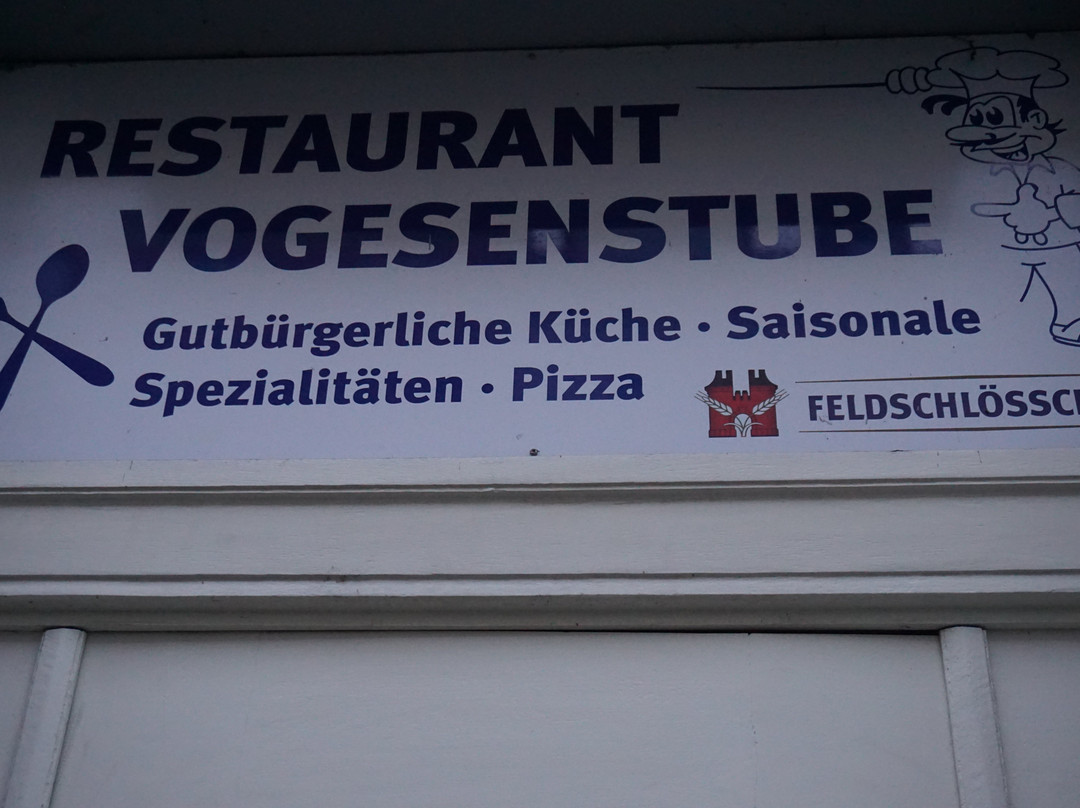 RESTAURANT
VOGESENSTUBE
Gutbürgerliche Küche • Saisonale
Spezialitäten • Pizza